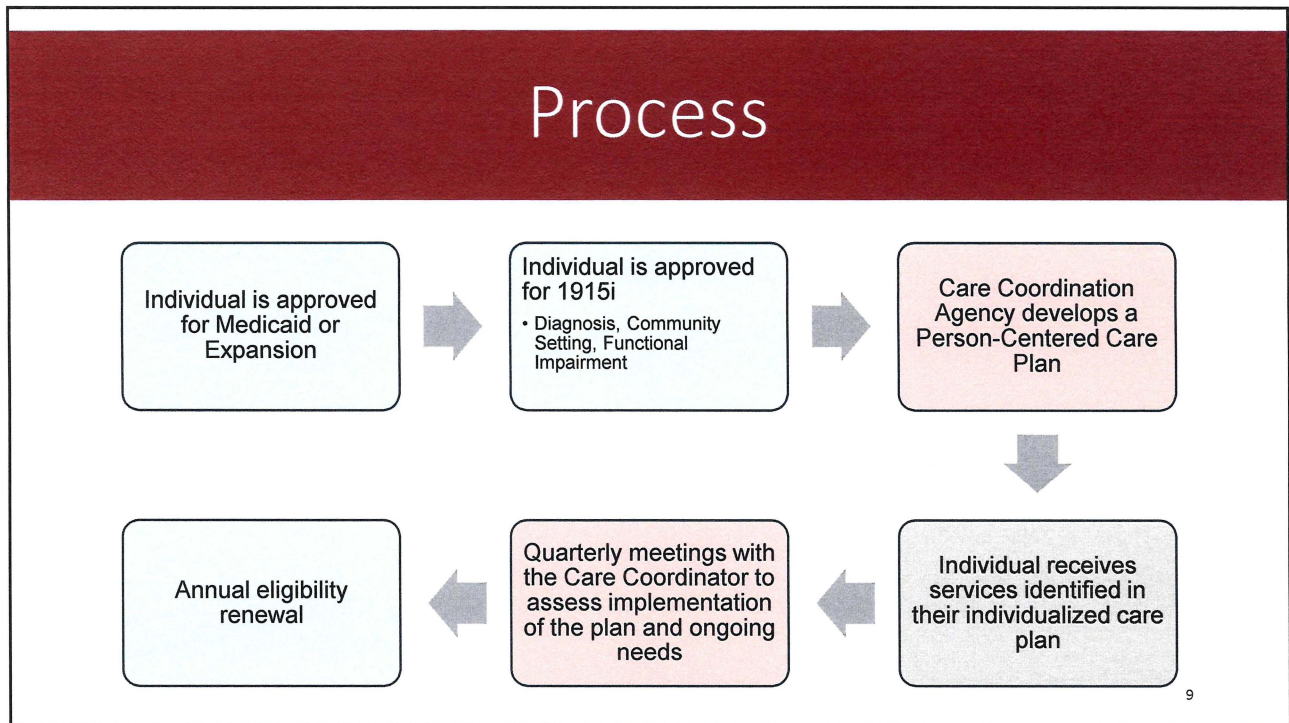 Process
Individual is approved
for Medicaid or
Expansion
Individual is approved
for 1915i
• Diagnosis, Community
Setting, Functional
Impairment
Care Coordination
Agency develops a
Person-Centered Care
Plan
Individual receives
services identified in
their individualized care
plan
Quarterly meetings with
the Care Coordinator to
assess implementation
of the plan and ongoing
needs
Annual eligibility
renewal
9